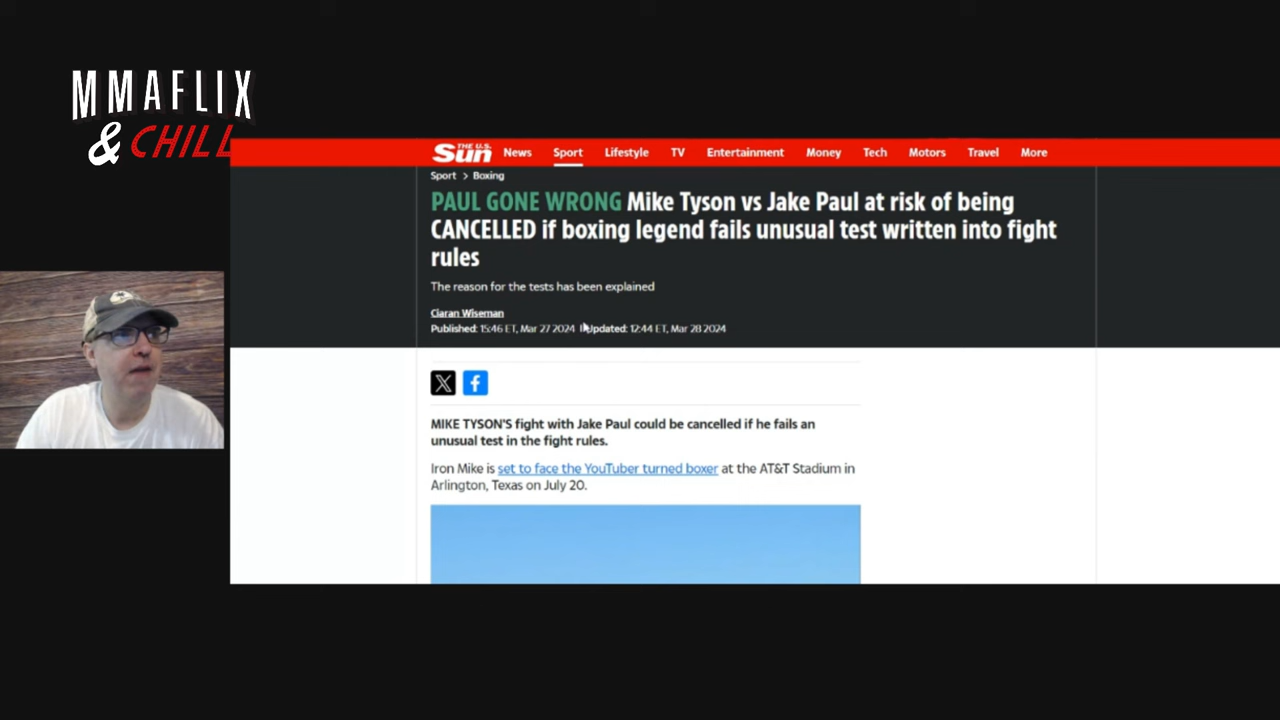 MMAFLIX
& CHILL
THE U.S. Sun News Sport Lifestyle TV Entertainment Money Tech Motors Travel More
Sport > Boxing
PAUL GONE WRONG Mike Tyson vs Jake Paul at risk of being
CANCELLED if boxing legend fails unusual test written into fight
rules
The reason for the tests has been explained
Ciaran Wiseman
Published: 15:46 ET, Mar 27 2024 Updated: 12:44 ET, Mar 28 2024
MIKE TYSON'S fight with Jake Paul could be cancelled if he fails an
unusual test in the fight rules.
Iron Mike is set to face the YouTuber turned boxer at the AT&T Stadium in
Arlington, Texas on July 20.